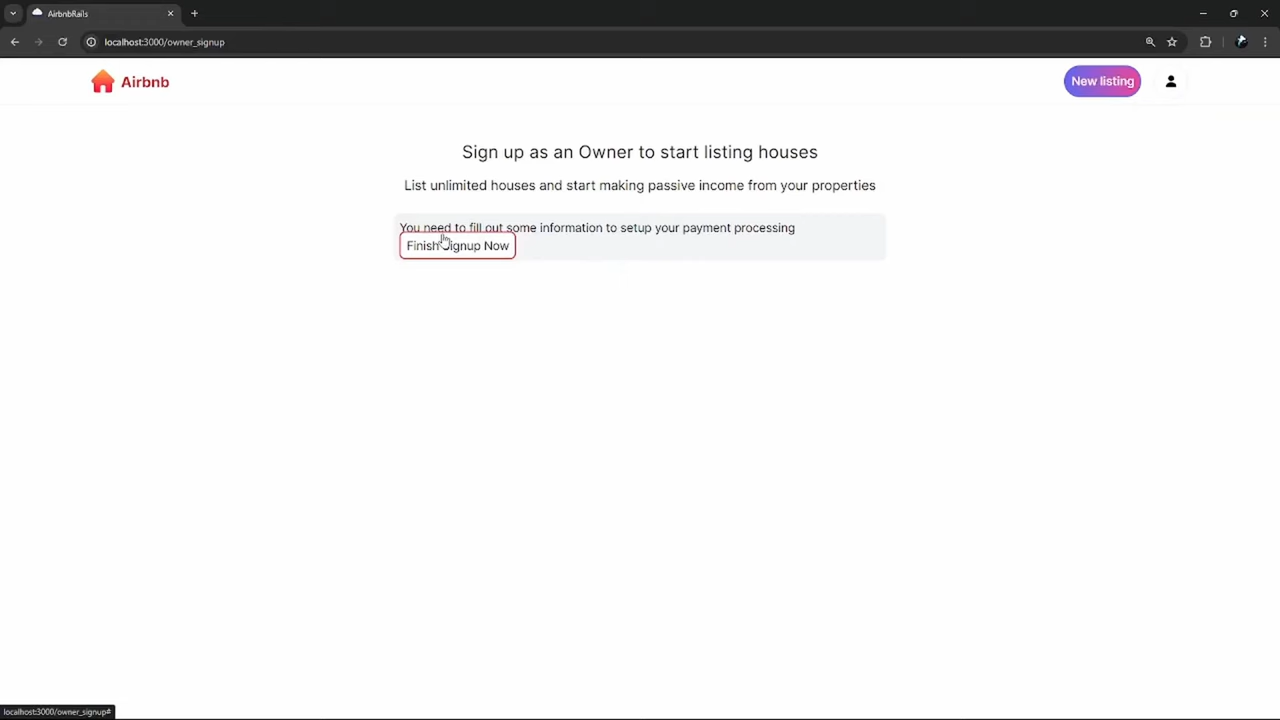 AirbnbRails
localhost:3000/owner_signup
Airbnb
New listing
Sign up as an Owner to start listing houses
List unlimited houses and start making passive income from your properties
You need to fill out some information to setup your payment processing
Finish Signup Now
localhost:3000/owner_signup#